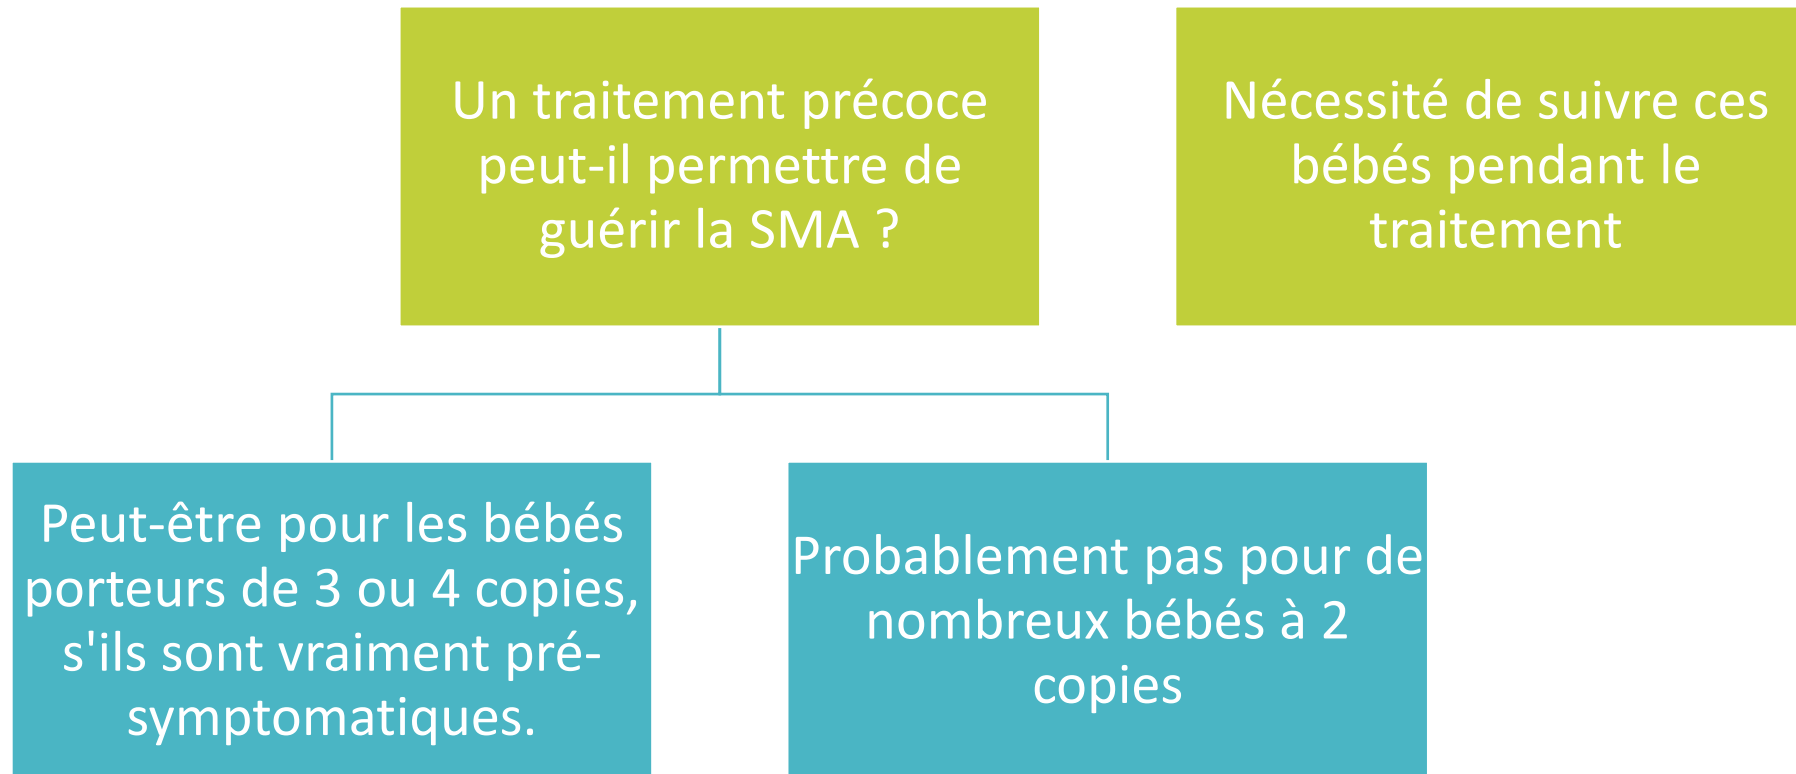 Un traitement précoce
peut-il permettre de
guérir la SMA ?
Nécessité de suivre ces
bébés pendant le
traitement
Peut-être pour les bébés
porteurs de 3 ou 4 copies,
s'ils sont vraiment pré-
symptomatiques.
Probablement pas pour de
nombreux bébés à 2
copies